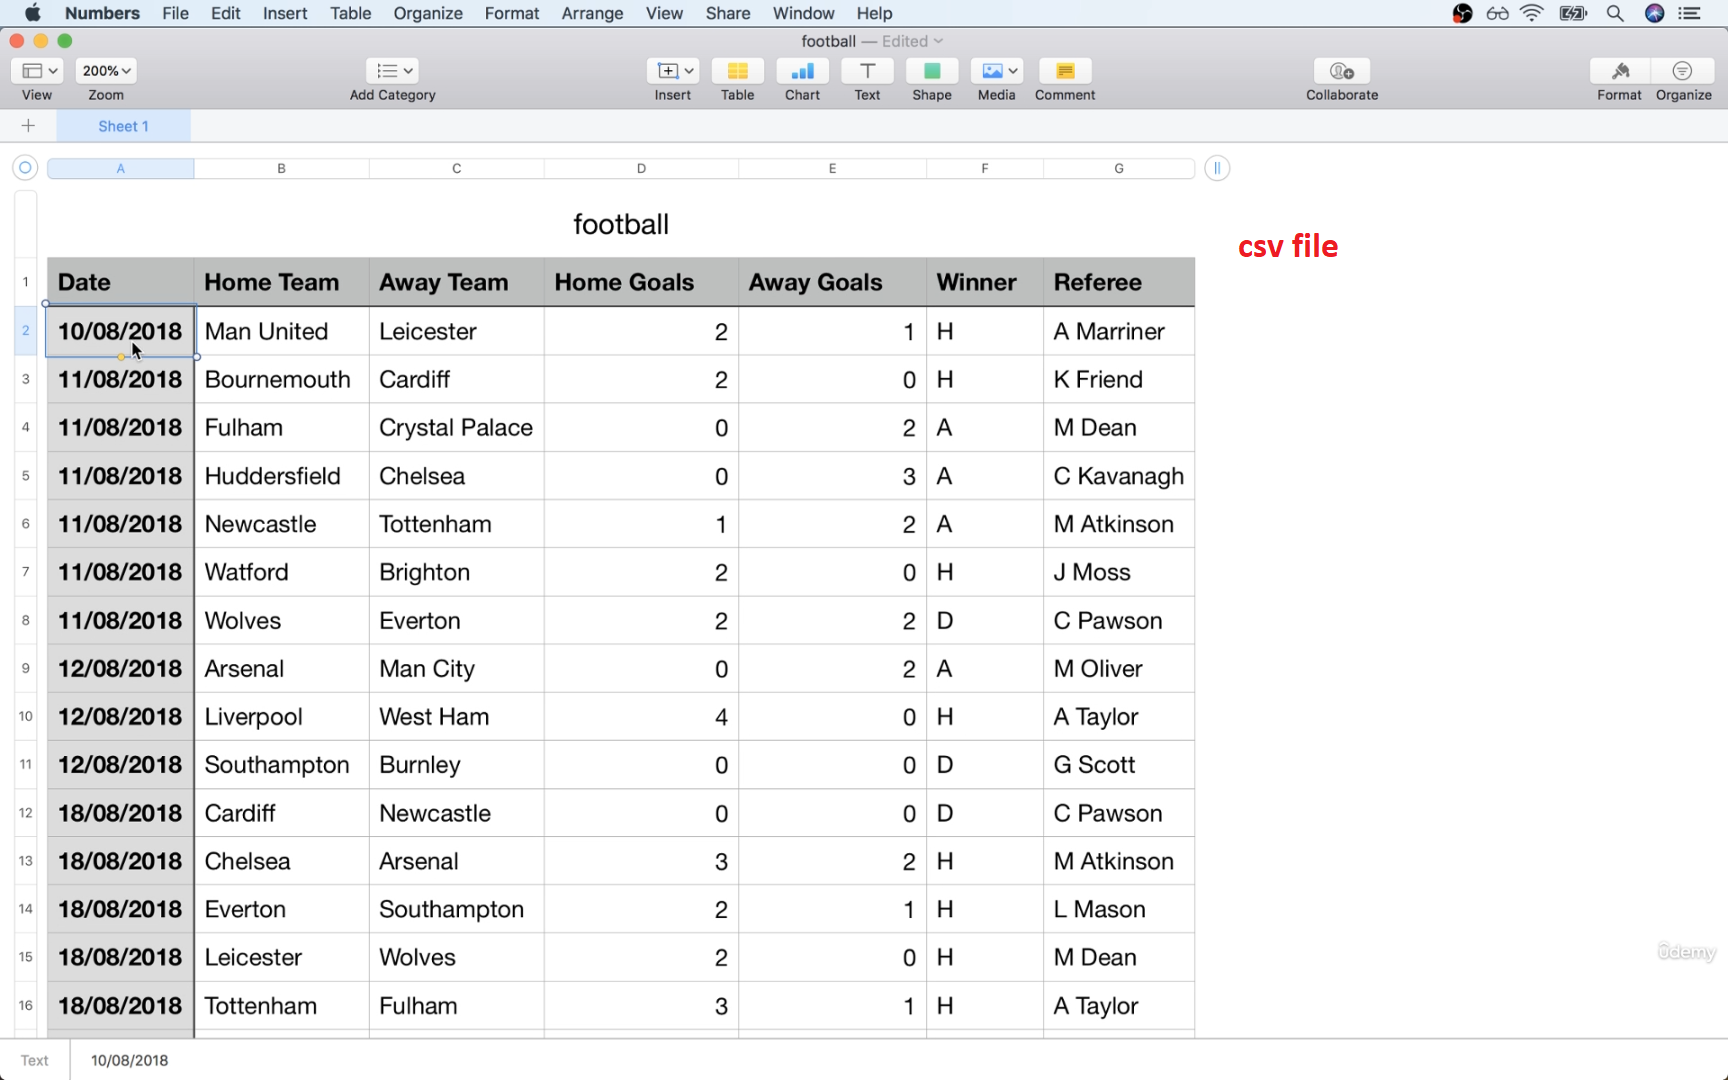 Numbers File Edit Insert Table Organize Format Arrange View Share Window Help
football — Edited
200%
View Zoom Add Category Insert Table Chart Text Shape Media Comment Collaborate Format Organize
Sheet 1
A B C D E F G
football
csv file
1 Date Home Team Away Team Home Goals Away Goals Winner Referee
2 10/08/2018 Man United Leicester 2 1 H A Marriner
3 11/08/2018 Bournemouth Cardiff 2 0 H K Friend
4 11/08/2018 Fulham Crystal Palace 0 2 A M Dean
5 11/08/2018 Huddersfield Chelsea 0 3 A C Kavanagh
6 11/08/2018 Newcastle Tottenham 1 2 A M Atkinson
7 11/08/2018 Watford Brighton 2 0 H J Moss
8 11/08/2018 Wolves Everton 2 2 D C Pawson
9 12/08/2018 Arsenal Man City 0 2 A M Oliver
10 12/08/2018 Liverpool West Ham 4 0 H A Taylor
11 12/08/2018 Southampton Burnley 0 0 D G Scott
12 18/08/2018 Cardiff Newcastle 0 0 D C Pawson
13 18/08/2018 Chelsea Arsenal 3 2 H M Atkinson
14 18/08/2018 Everton Southampton 2 1 H L Mason
15 18/08/2018 Leicester Wolves 2 0 H M Dean
16 18/08/2018 Tottenham Fulham 3 1 H A Taylor
udemy
Text 10/08/2018